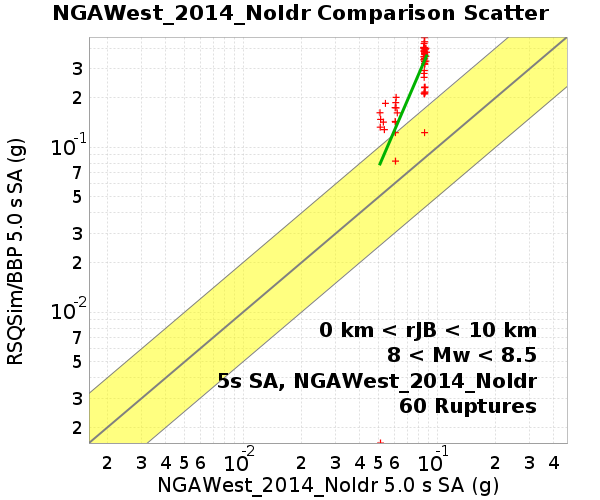 NGAWest_2014_NoIdr Comparison Scatter
RSQSim/BBP 5.0 s SA (g)
3
2
10^-1
7
5
3
2
10^-2
7
5
3
2
0 km < rJB < 10 km
8 < Mw < 8.5
5s SA, NGAWest_2014_NoIdr
60 Ruptures
2 3 4 5 6 10^-2 2 3 4 5 6 10^-1 2 3 4
NGAWest_2014_NoIdr 5.0 s SA (g)